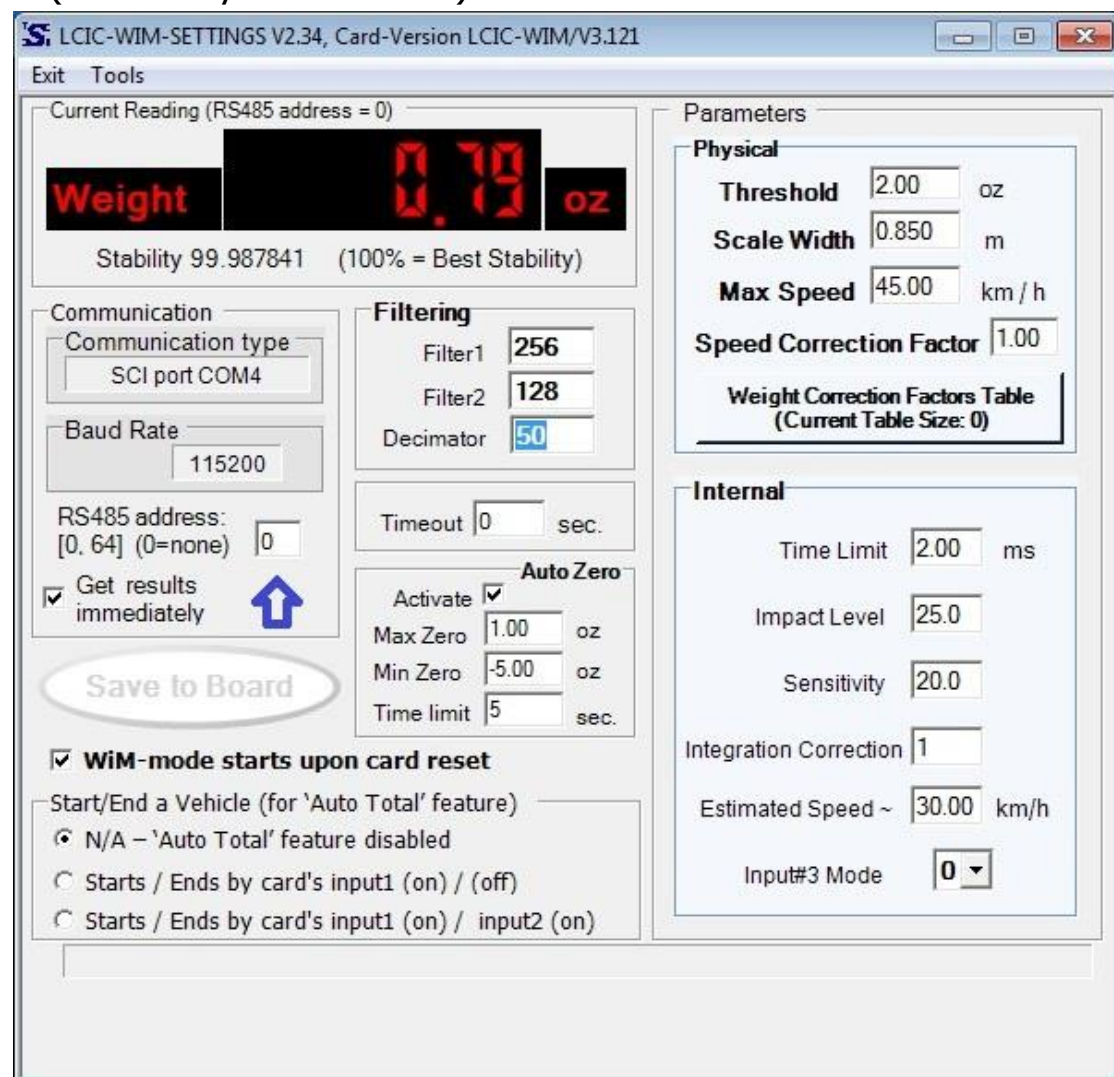 LCIC-WIM-SETTINGS V2.34, Card-Version LCIC-WIM/V3.121
Exit Tools
Current Reading (RS485 address = 0)
Weight 0.79 oz
Stability 99.987841 (100% = Best Stability)
Communication
Communication type
SCI port COM4
Baud Rate
115200
RS485 address:
[0, 64] (0=none) 0
Get results
immediately
Filtering
Filter1 256
Filter2 128
Decimator 50
Timeout 0 sec.
Auto Zero
Activate
Max Zero 1.00 oz
Min Zero -5.00 oz
Time limit 5 sec.
Save to Board
WiM-mode starts upon card reset
Start/End a Vehicle (for 'Auto Total' feature)
N/A – 'Auto Total' feature disabled
Starts / Ends by card's input1 (on) / (off)
Starts / Ends by card's input1 (on) / input2 (on)
Parameters
Physical
Threshold 2.00 oz
Scale Width 0.850 m
Max Speed 45.00 km / h
Speed Correction Factor 1.00
Weight Correction Factors Table
(Current Table Size: 0)
Internal
Time Limit 2.00 ms
Impact Level 25.0
Sensitivity 20.0
Integration Correction 1
Estimated Speed ~ 30.00 km/h
Input#3 Mode 0